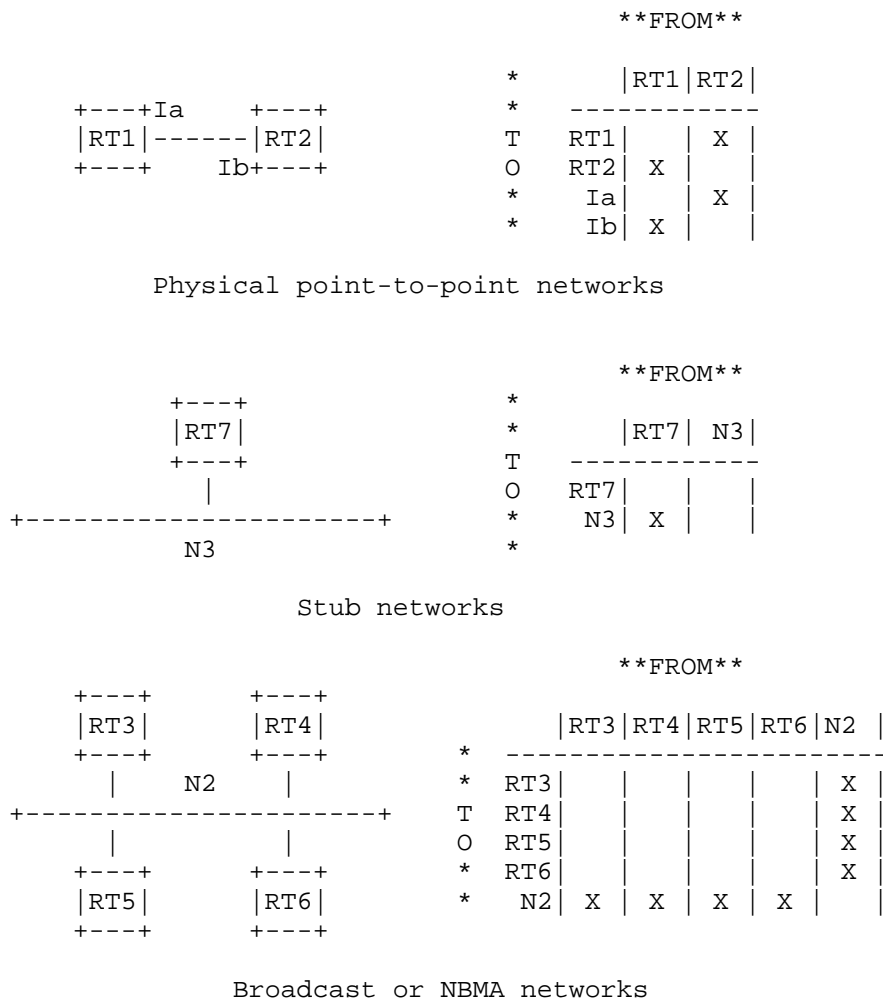 **FROM**

                                           *      |RT1|RT2|
        +---+Ia    +---+                   *   ------------
        |RT1|------|RT2|                   T   RT1|   | X |
        +---+    Ib+---+                   O   RT2| X |   |
                                           *    Ia|   | X |
                                           *    Ib| X |   |

             Physical point-to-point networks

                                                  **FROM**
              +---+                        *
              |RT7|                        *      |RT7| N3|
              +---+                        T   ------------
                |                          O   RT7|   |   |
    +----------------------+               *    N3| X |   |
               N3                          *

                      Stub networks

                                                  **FROM**
        +---+      +---+
        |RT3|      |RT4|                      |RT3|RT4|RT5|RT6|N2 |
        +---+      +---+                *  ------------------------
          |    N2    |                  *  RT3|   |   |   |   | X |
    +----------------------+            T  RT4|   |   |   |   | X |
          |          |                  O  RT5|   |   |   |   | X |
        +---+      +---+                *  RT6|   |   |   |   | X |
        |RT5|      |RT6|                *   N2| X | X | X | X |   |
        +---+      +---+

                  Broadcast or NBMA networks